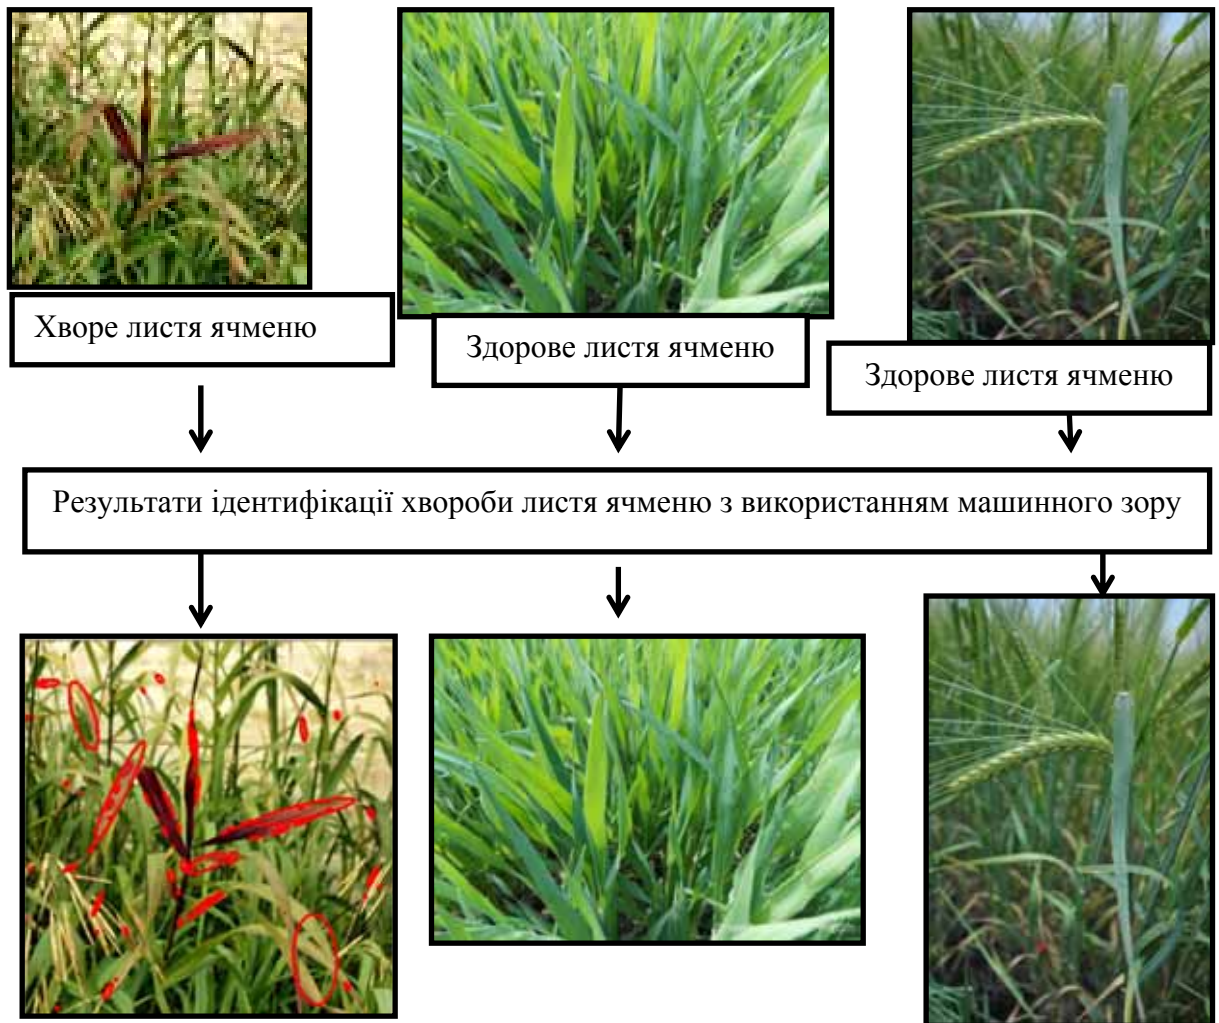 Хворе листя ячменю
Здорове листя ячменю
Здорове листя ячменю
Результати ідентифікації хвороби листя ячменю з використанням машинного зору